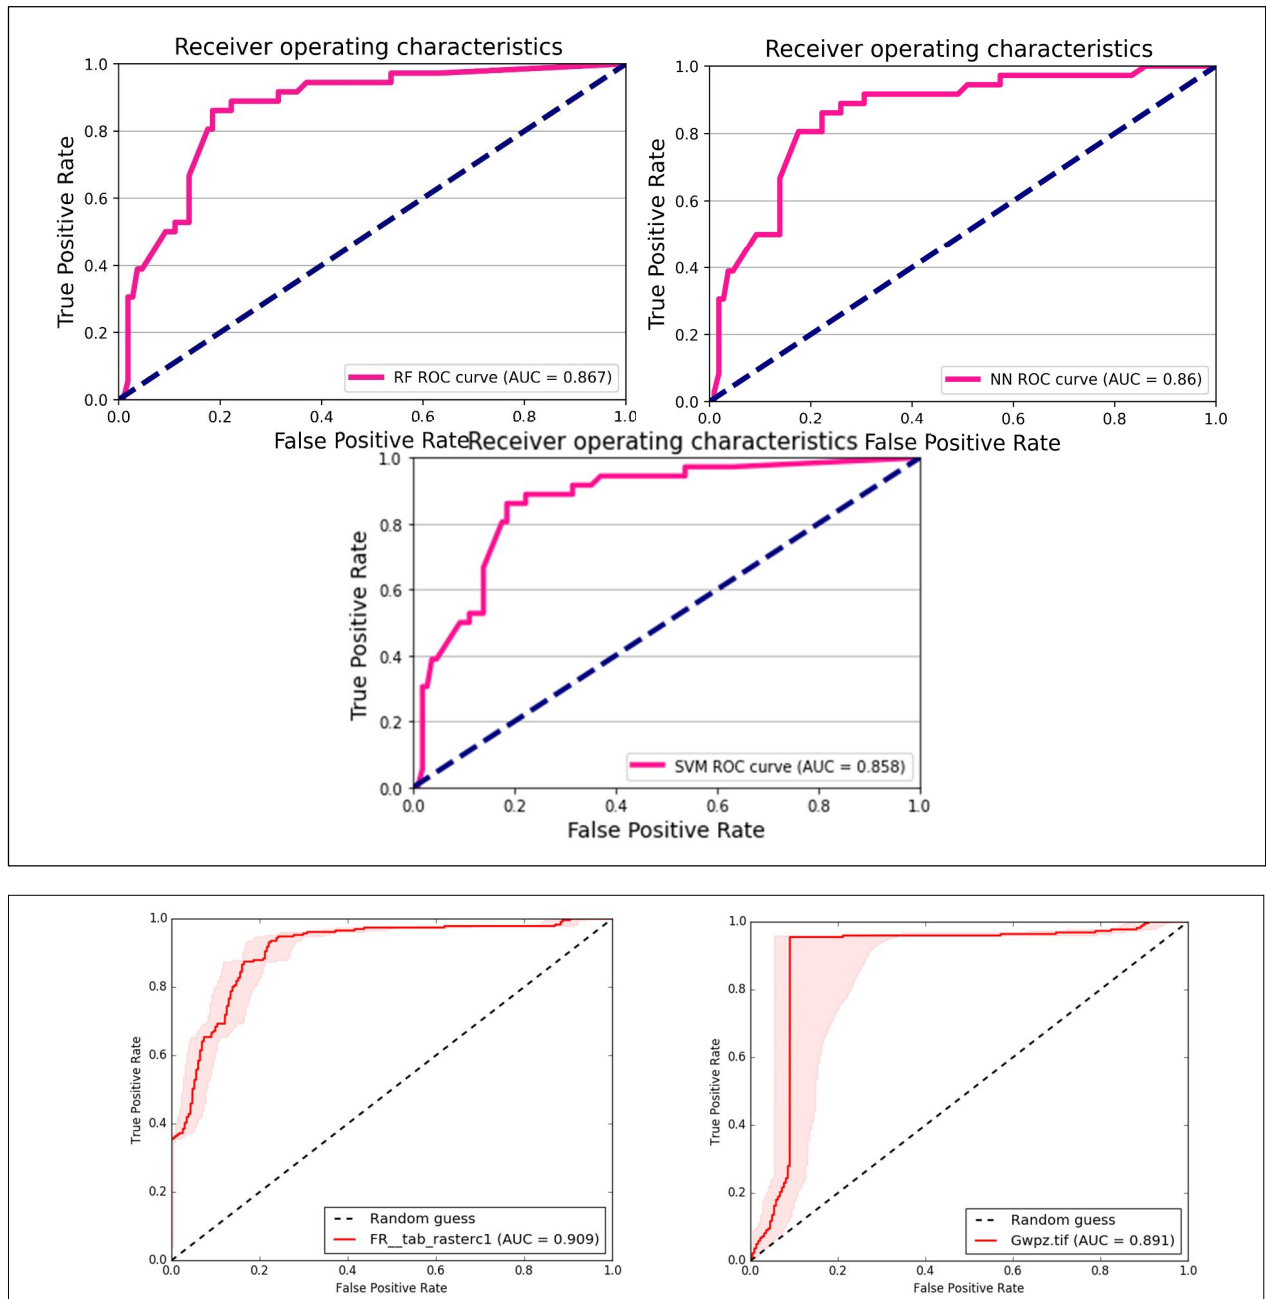 Receiver operating characteristics
1.0
0.8
0.6
0.4
0.2
0.0
True Positive Rate
RF ROC curve (AUC = 0.867)
0.0 0.2 0.4 0.6 0.8 1.0
False Positive Rate
Receiver operating characteristics
1.0
0.8
0.6
0.4
0.2
0.0
True Positive Rate
NN ROC curve (AUC = 0.86)
0.0 0.2 0.4 0.6 0.8 1.0
False Positive Rate
Receiver operating characteristics
1.0
0.8
0.6
0.4
0.2
0.0
True Positive Rate
SVM ROC curve (AUC = 0.858)
0.0 0.2 0.4 0.6 0.8 1.0
False Positive Rate
1.0
0.8
0.6
0.4
0.2
0.0
True Positive Rate
Random guess
FR__tab_rasterc1 (AUC = 0.909)
0.0 0.2 0.4 0.6 0.8 1.0
False Positive Rate
1.0
0.8
0.6
0.4
0.2
0.0
True Positive Rate
Random guess
Gwpz.tif (AUC = 0.891)
0.0 0.2 0.4 0.6 0.8 1.0
False Positive Rate